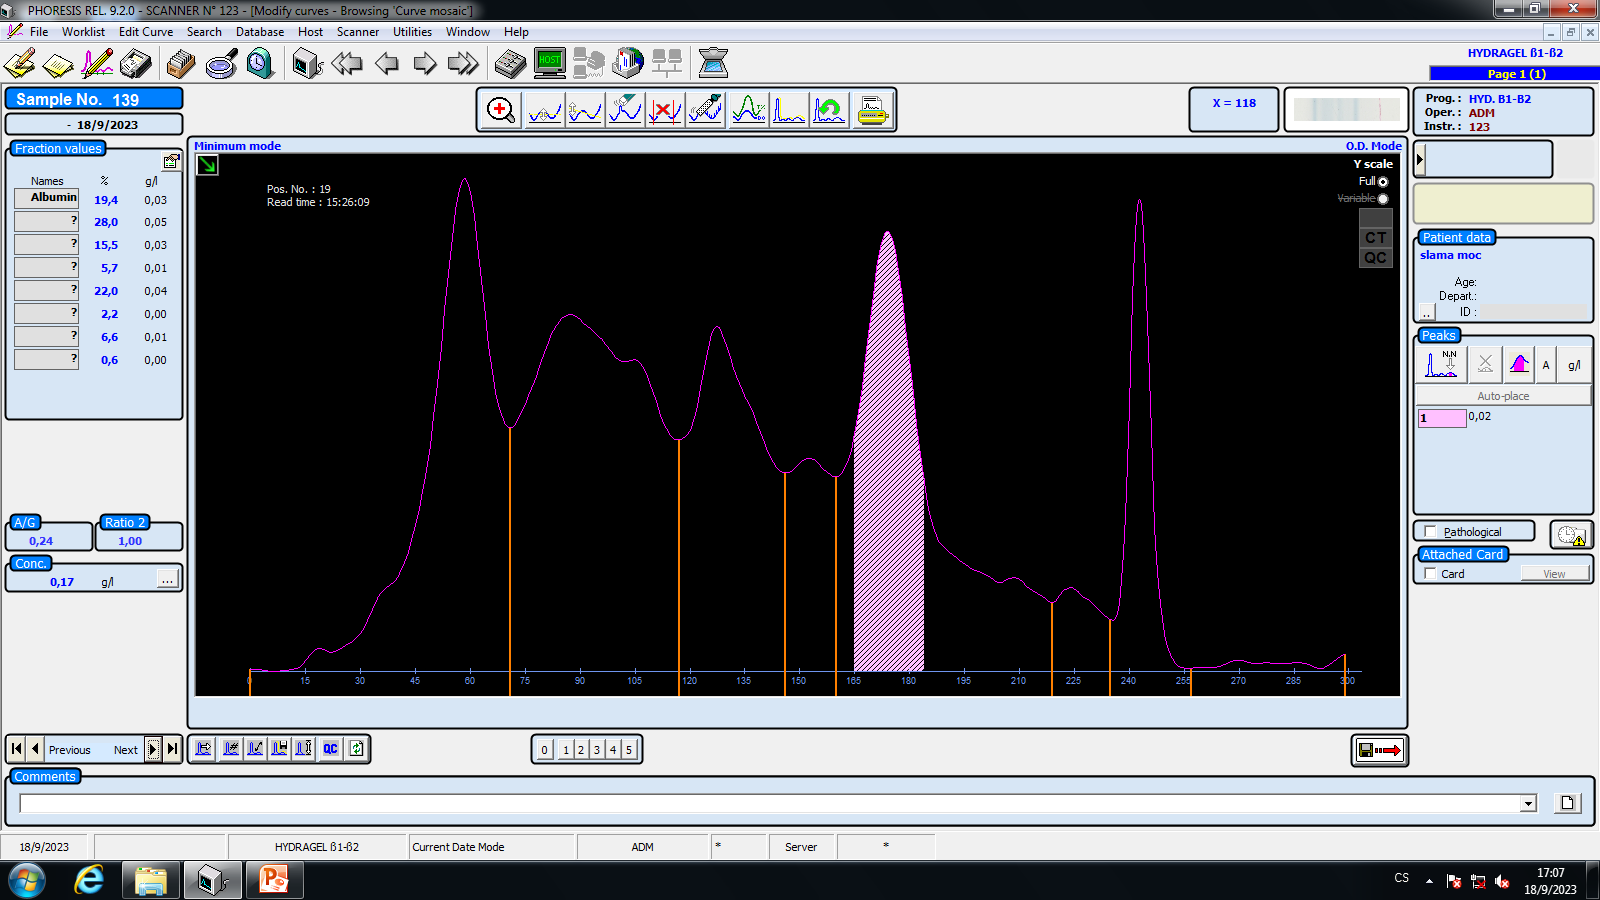 PHORESIS REL. 9.2.0 - SCANNER N° 123 - [Modify curves - Browsing 'Curve mosaic']
File Worklist Edit Curve Search Database Host Scanner Utilities Window Help
HOST
HYDRAGEL ß1-ß2
Page 1 (1)
Sample No. 139
- 18/9/2023
X = 118
Prog.: HYD. B1-B2
Oper.: ADM
Instr.: 123
Fraction values
Names % g/l
Albumin 19,4 0,03
? 28,0 0,05
? 15,5 0,03
? 5,7 0,01
? 22,0 0,04
? 2,2 0,00
? 6,6 0,01
? 0,6 0,00
A/G
0,24
Ratio 2
1,00
Conc.
0,17 g/l ...
Minimum mode
O.D. Mode
Pos. No. : 19
Read time : 15:26:09
Y scale
Full
Variable
CT
QC
0 15 30 45 60 75 90 105 120 135 150 165 180 195 210 225 240 255 270 285 300
Patient data
slama moc
Age:
Depart.:
.. ID :
Peaks
N,N
A g/l
Auto-place
1 0,02
Pathological
Attached Card
Card View
Previous Next
QC
0 1 2 3 4 5
Comments
18/9/2023 HYDRAGEL ß1-ß2 Current Date Mode ADM * Server *
CS
17:07
18/9/2023